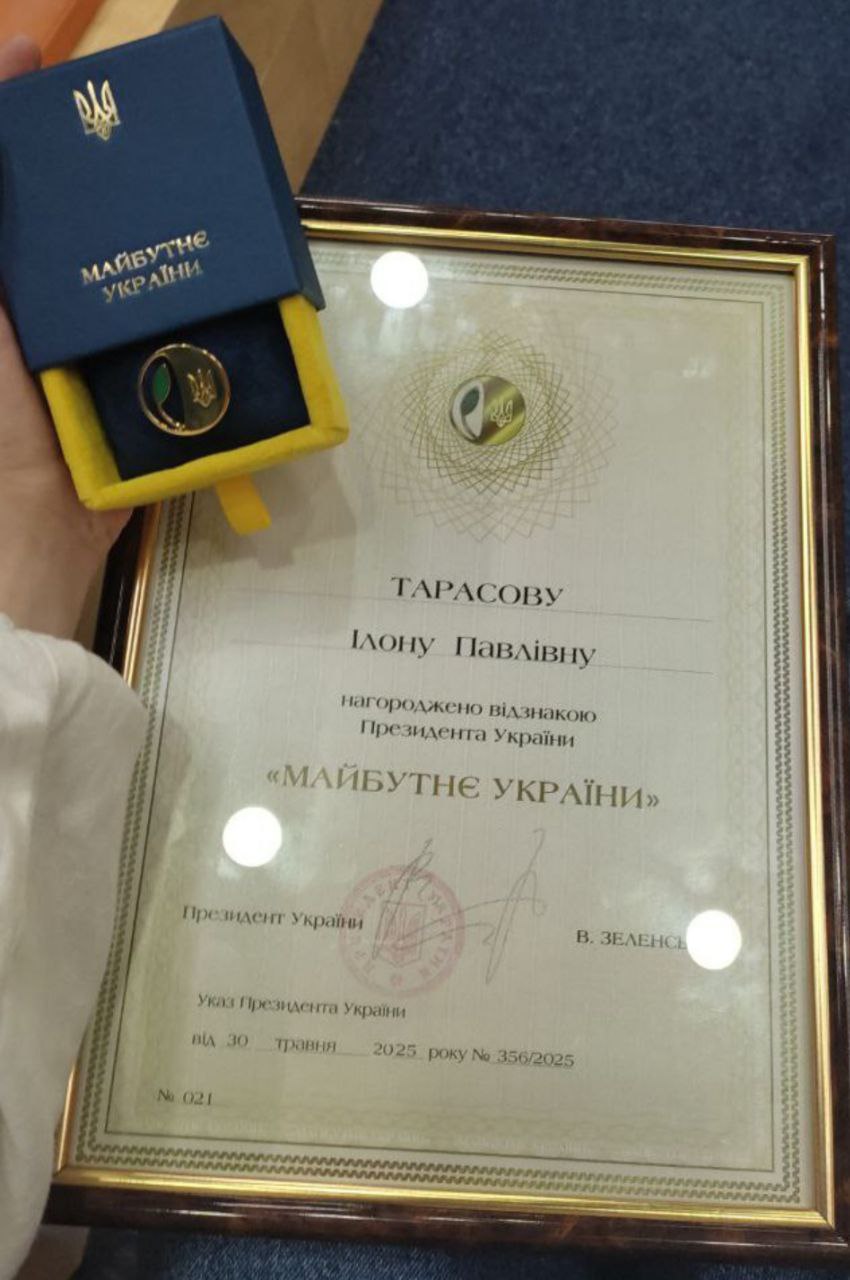 МАЙБУТНЄ
УКРАЇНИ
ТАРАСОВУ
ІЛОНУ ПАВЛІВНУ
нагороджено відзнакою
Президента України
«МАЙБУТНЄ УКРАЇНИ»
Президент України
В. ЗЕЛЕНСЬ
Указ Президента України
від 30 травня 2025 року № 356/2025
№ 021